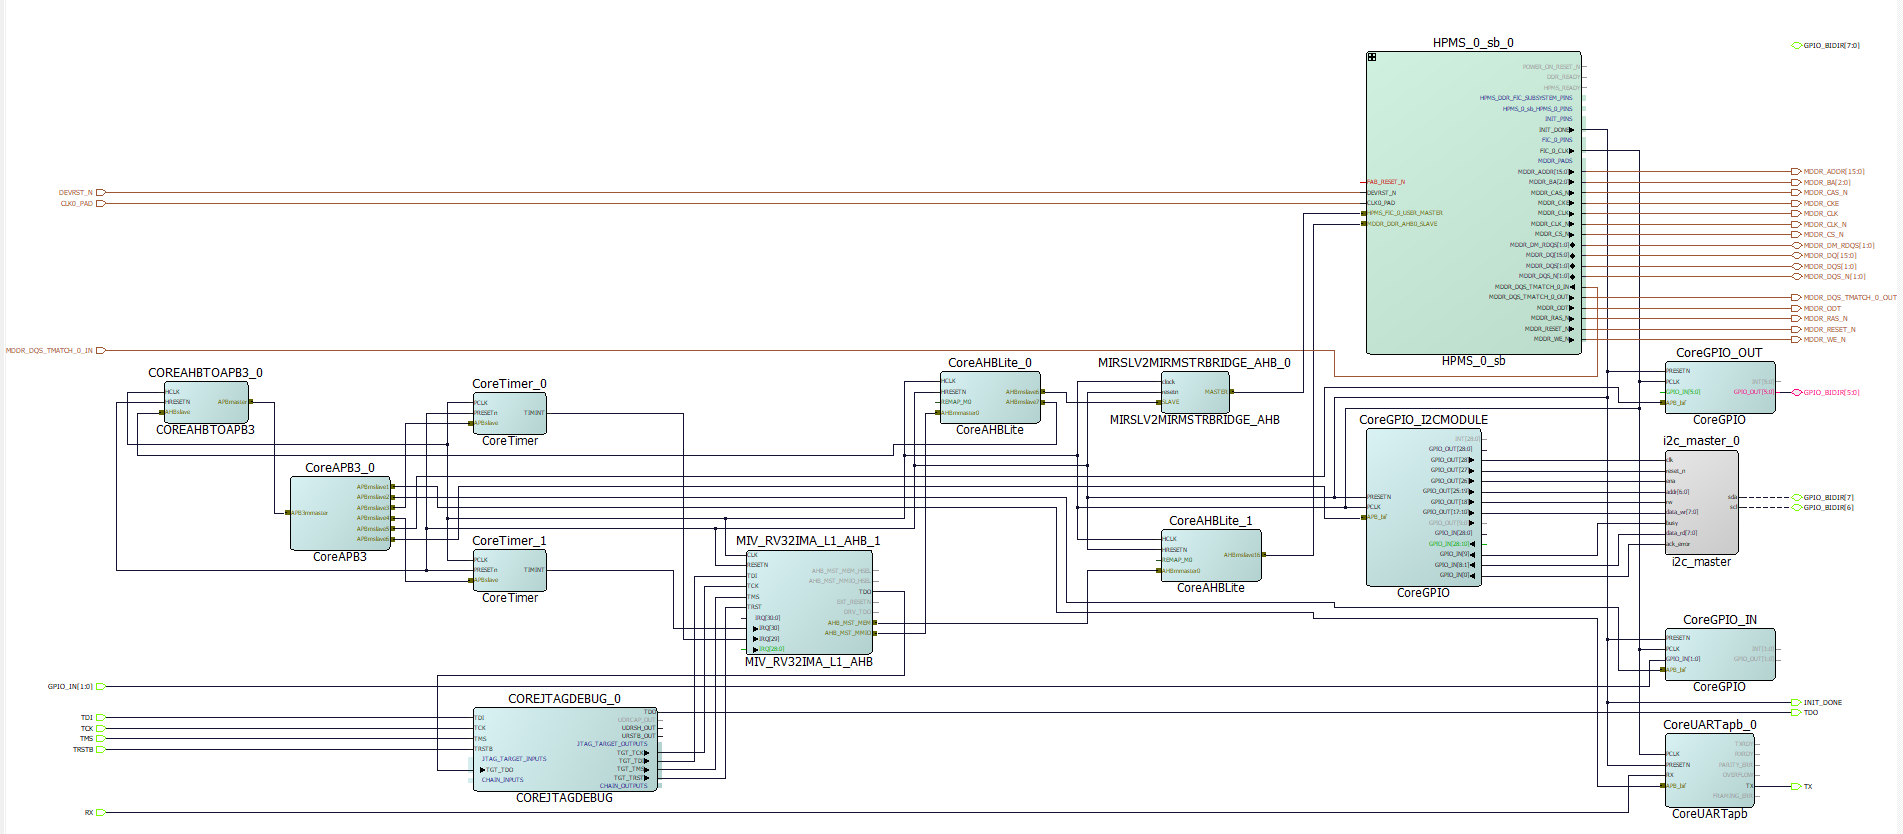 HPMS_0_sb_0
POWER_ON_RESET_N
DDR_READY
HPMS_READY
HPMS_DDR_FIC_SUBSYSTEM_PINS
HPMS_0_sb_HPMS_0_PINS
INIT_PINS
INIT_DONE
FIC_0_PINS
FIC_0_CLK
MDDR_PADS
MDDR_ADDR[15:0]
MDDR_BA[2:0]
MDDR_CAS_N
MDDR_CKE
MDDR_CLK
MDDR_CLK_N
MDDR_CS_N
MDDR_DM_RDQS[1:0]
MDDR_DQ[15:0]
MDDR_DQS[1:0]
MDDR_DQS_N[1:0]
MDDR_DQS_TMATCH_0_IN
MDDR_DQS_TMATCH_0_OUT
MDDR_ODT
MDDR_RAS_N
MDDR_RESET_N
MDDR_WE_N
FAB_RESET_N
DEVRST_N
CLK0_PAD
HPMS_FIC_0_USER_MASTER
MDDR_DDR_AHB0_SLAVE
HPMS_0_sb
GPIO_BIDIR[7:0]
MDDR_ADDR[15:0]
MDDR_BA[2:0]
MDDR_CAS_N
MDDR_CKE
MDDR_CLK
MDDR_CLK_N
MDDR_CS_N
MDDR_DM_RDQS[1:0]
MDDR_DQ[15:0]
MDDR_DQS[1:0]
MDDR_DQS_N[1:0]
MDDR_DQS_TMATCH_0_OUT
MDDR_ODT
MDDR_RAS_N
MDDR_RESET_N
MDDR_WE_N
DEVRST_N
CLK0_PAD
MDDR_DQS_TMATCH_0_IN
COREAHBTOAPB3_0
HCLK
HRESETN
AHBslave
APBmaster
COREAHBTOAPB3
CoreTimer_0
PCLK
PRESETn
APBslave
TIMINT
CoreTimer
CoreAPB3_0
APB3mmaster
APBmslave1
APBmslave2
APBmslave3
APBmslave4
APBmslave5
APBmslave6
CoreAPB3
CoreTimer_1
PCLK
PRESETn
APBslave
TIMINT
CoreTimer
MIV_RV32IMA_L1_AHB_1
CLK
RESETN
TDI
TCK
TMS
TRST
IRQ[30:0]
IRQ[30]
IRQ[29]
IRQ[28:0]
AHB_MST_MEM_HSEL
AHB_MST_MMIO_HSEL
TDO
EXT_RESETN
DRV_TDO
AHB_MST_MEM
AHB_MST_MMIO
MIV_RV32IMA_L1_AHB
CoreAHBLite_0
HCLK
HRESETN
REMAP_M0
AHBmmaster0
AHBmslave6
AHBmslave7
CoreAHBLite
MIRSLV2MIRMSTRBRIDGE_AHB_0
clock
resetn
SLAVE
MASTER
MIRSLV2MIRMSTRBRIDGE_AHB
CoreAHBLite_1
HCLK
HRESETN
REMAP_M0
AHBmmaster0
AHBmslave16
CoreAHBLite
CoreGPIO_I2CMODULE
PRESETN
PCLK
APB_bif
INT[28:0]
GPIO_OUT[28:0]
GPIO_OUT[28]
GPIO_OUT[27]
GPIO_OUT[26]
GPIO_OUT[25:19]
GPIO_OUT[18]
GPIO_OUT[17:10]
GPIO_OUT[9:0]
GPIO_IN[28:0]
GPIO_IN[28:10]
GPIO_IN[9]
GPIO_IN[8:1]
GPIO_IN[0]
CoreGPIO
CoreGPIO_OUT
PRESETN
PCLK
GPIO_IN[5:0]
APB_bif
INT[5:0]
GPIO_OUT[5:0]
CoreGPIO
GPIO_BIDIR[5:0]
i2c_master_0
clk
reset_n
ena
addr[6:0]
rw
data_wr[7:0]
busy
data_rd[7:0]
ack_error
sda
scl
i2c_master
GPIO_BIDIR[7]
GPIO_BIDIR[6]
CoreGPIO_IN
PRESETN
PCLK
GPIO_IN[1:0]
APB_bif
INT[1:0]
GPIO_OUT[1:0]
CoreGPIO
INIT_DONE
TDO
CoreUARTapb_0
PCLK
PRESETN
RX
APB_bif
TXRDY
RXRDY
PARITY_ERR
OVERFLOW
TX
FRAMING_ERR
CoreUARTapb
TX
GPIO_IN[1:0]
TDI
TCK
TMS
TRSTB
RX
COREJTAGDEBUG_0
TDI
TCK
TMS
TRSTB
JTAG_TARGET_INPUTS
TGT_TDO
CHAIN_INPUTS
TDO
UDRCAP_OUT
UDRSH_OUT
URSTB_OUT
JTAG_TARGET_OUTPUTS
TGT_TCK
TGT_TDI
TGT_TMS
TGT_TRST
CHAIN_OUTPUTS
COREJTAGDEBUG